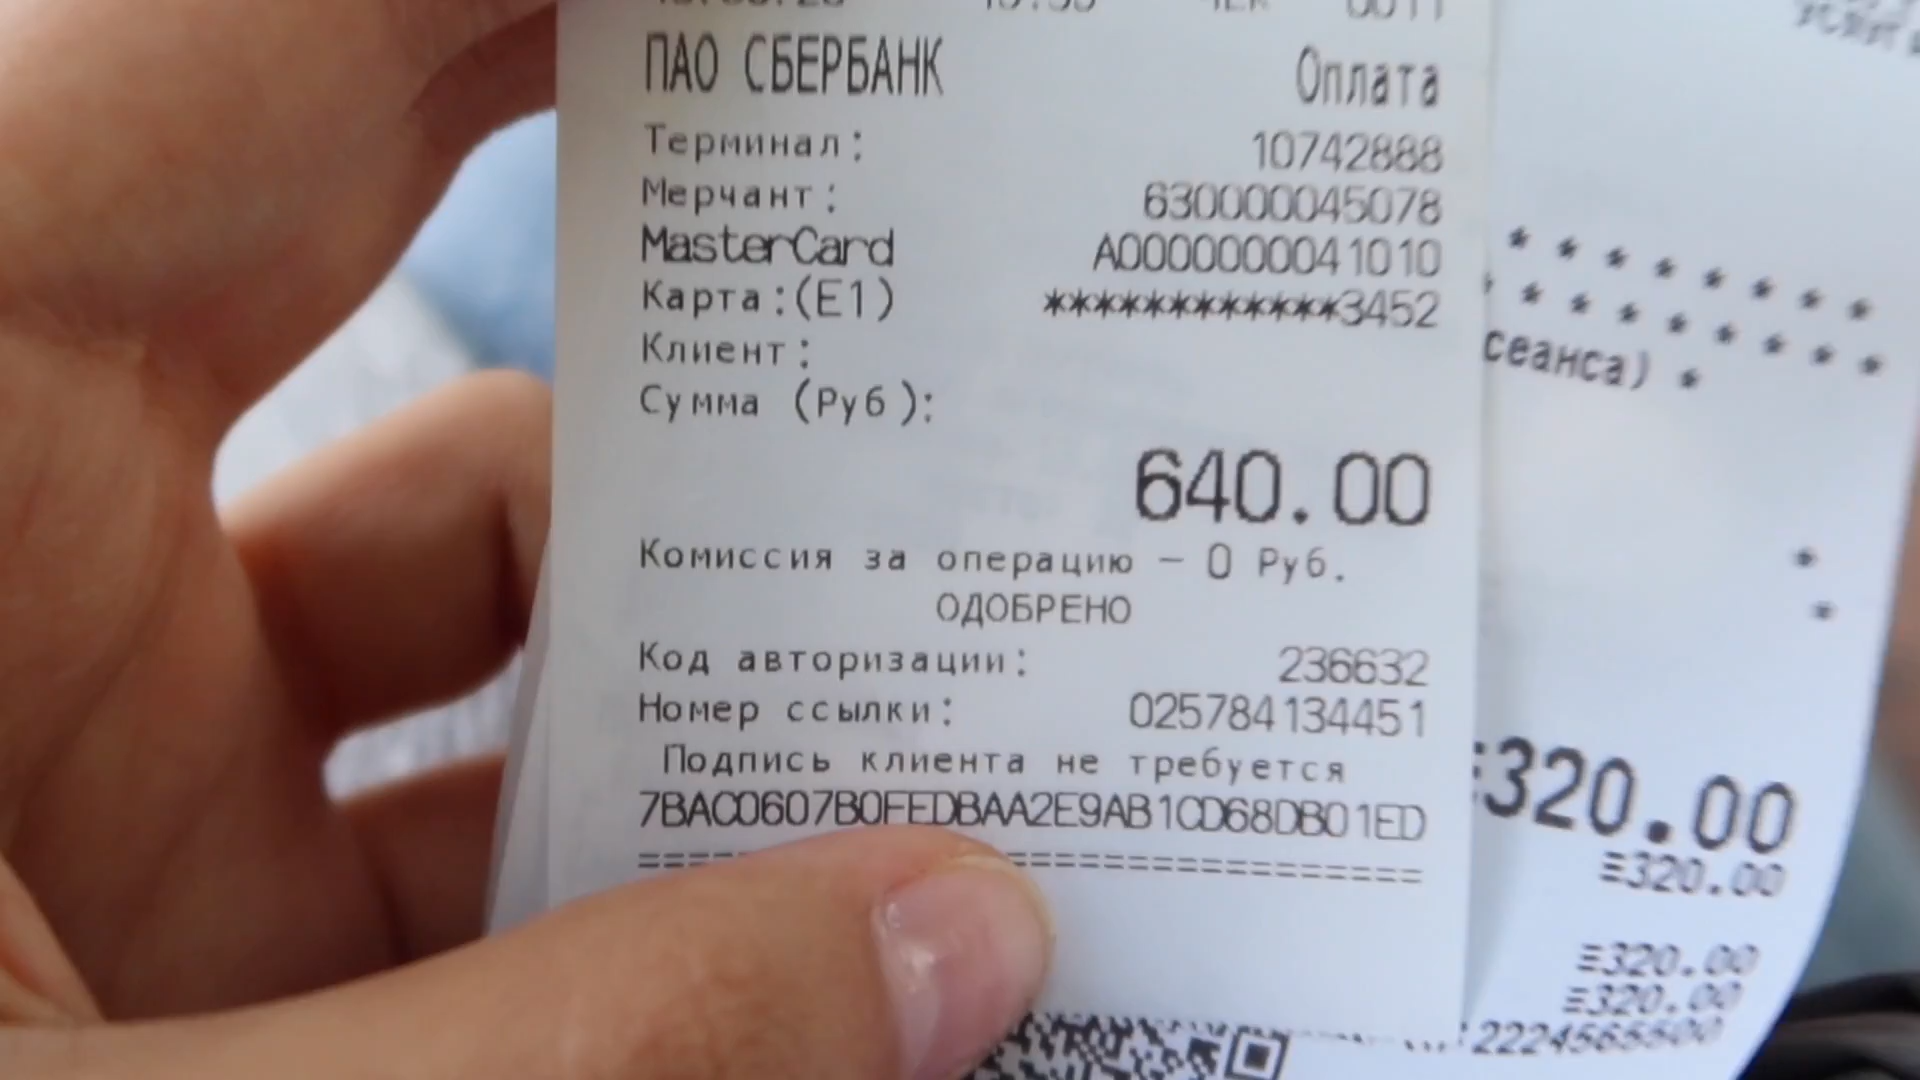 ЧЕК 0011
ПАО СБЕРБАНК Оплата
Терминал: 10742888
Мерчант: 630000045078
MasterCard A0000000041010
Карта:(E1) ************3452
Клиент:
Сумма (Руб):
640.00
Комиссия за операцию – 0 Руб.
ОДОБРЕНО
Код авторизации: 236632
Номер ссылки: 025784134451
Подпись клиента не требуется
7BAC0607B0FEDBAA2E9AB1CD68DB01ED
================================
* * * * * * * *
* * * * * * * * *
сеанса) *
*
*
≡320.00
≡320.00
≡320.00
≡320.00